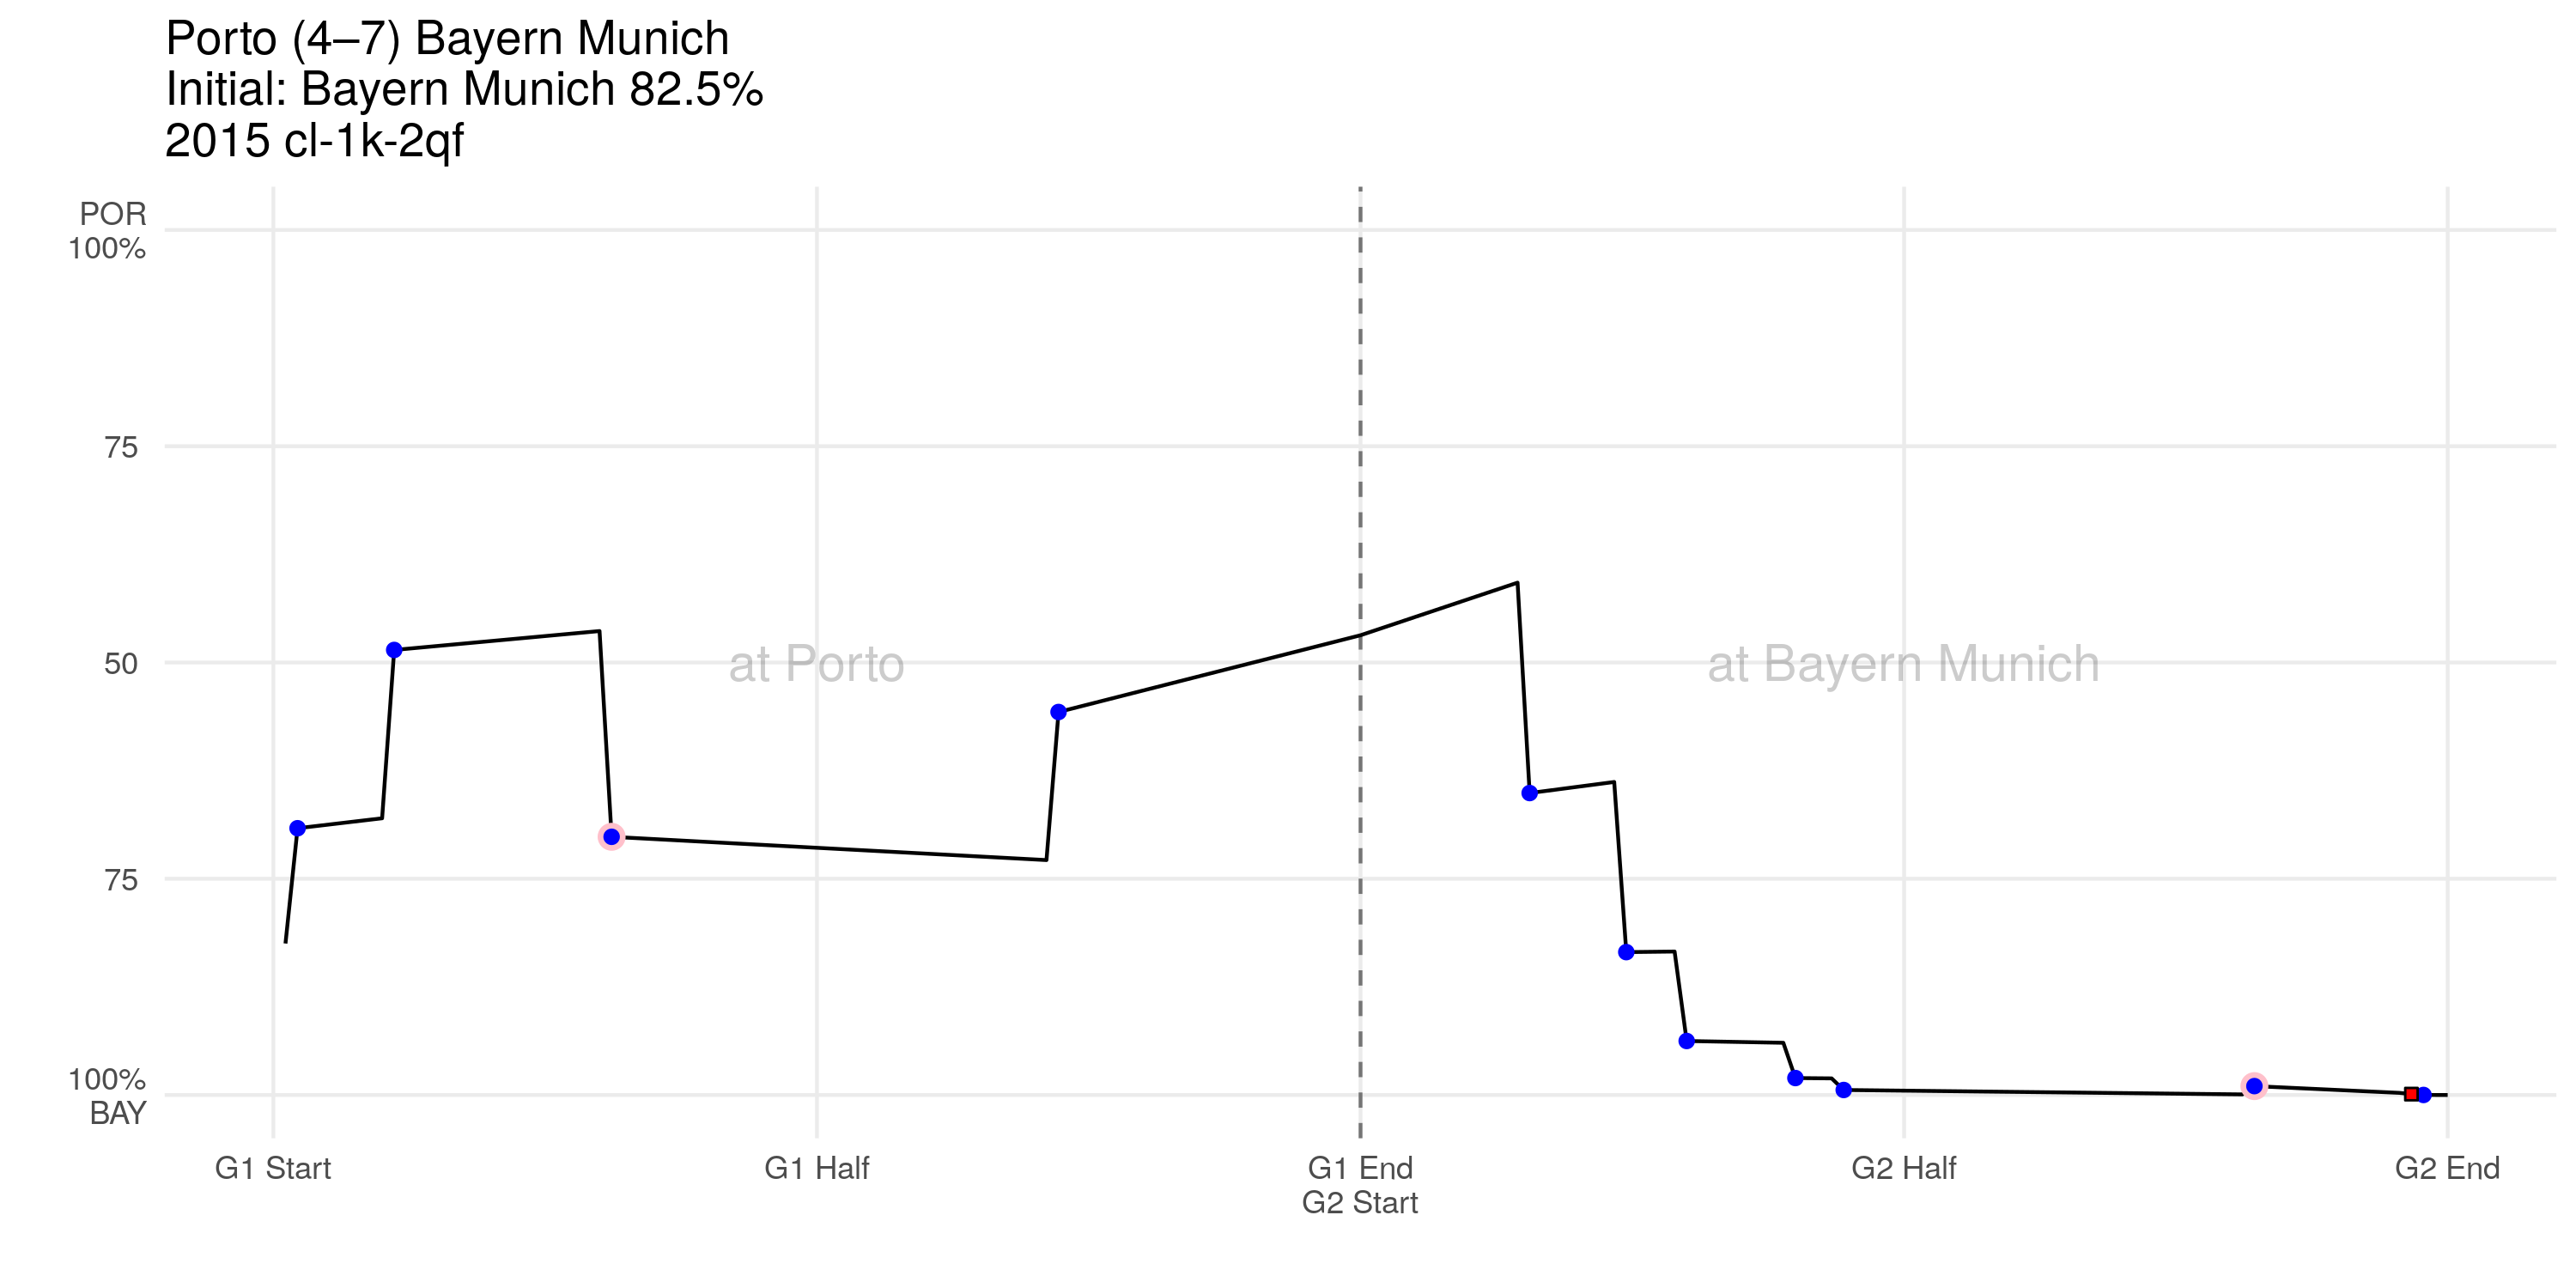 Porto (4–7) Bayern Munich
Initial: Bayern Munich 82.5%
2015 cl-1k-2qf
POR
100%
75
50
75
100%
BAY
at Porto
at Bayern Munich
G1 Start
G1 Half
G1 End
G2 Start
G2 Half
G2 End